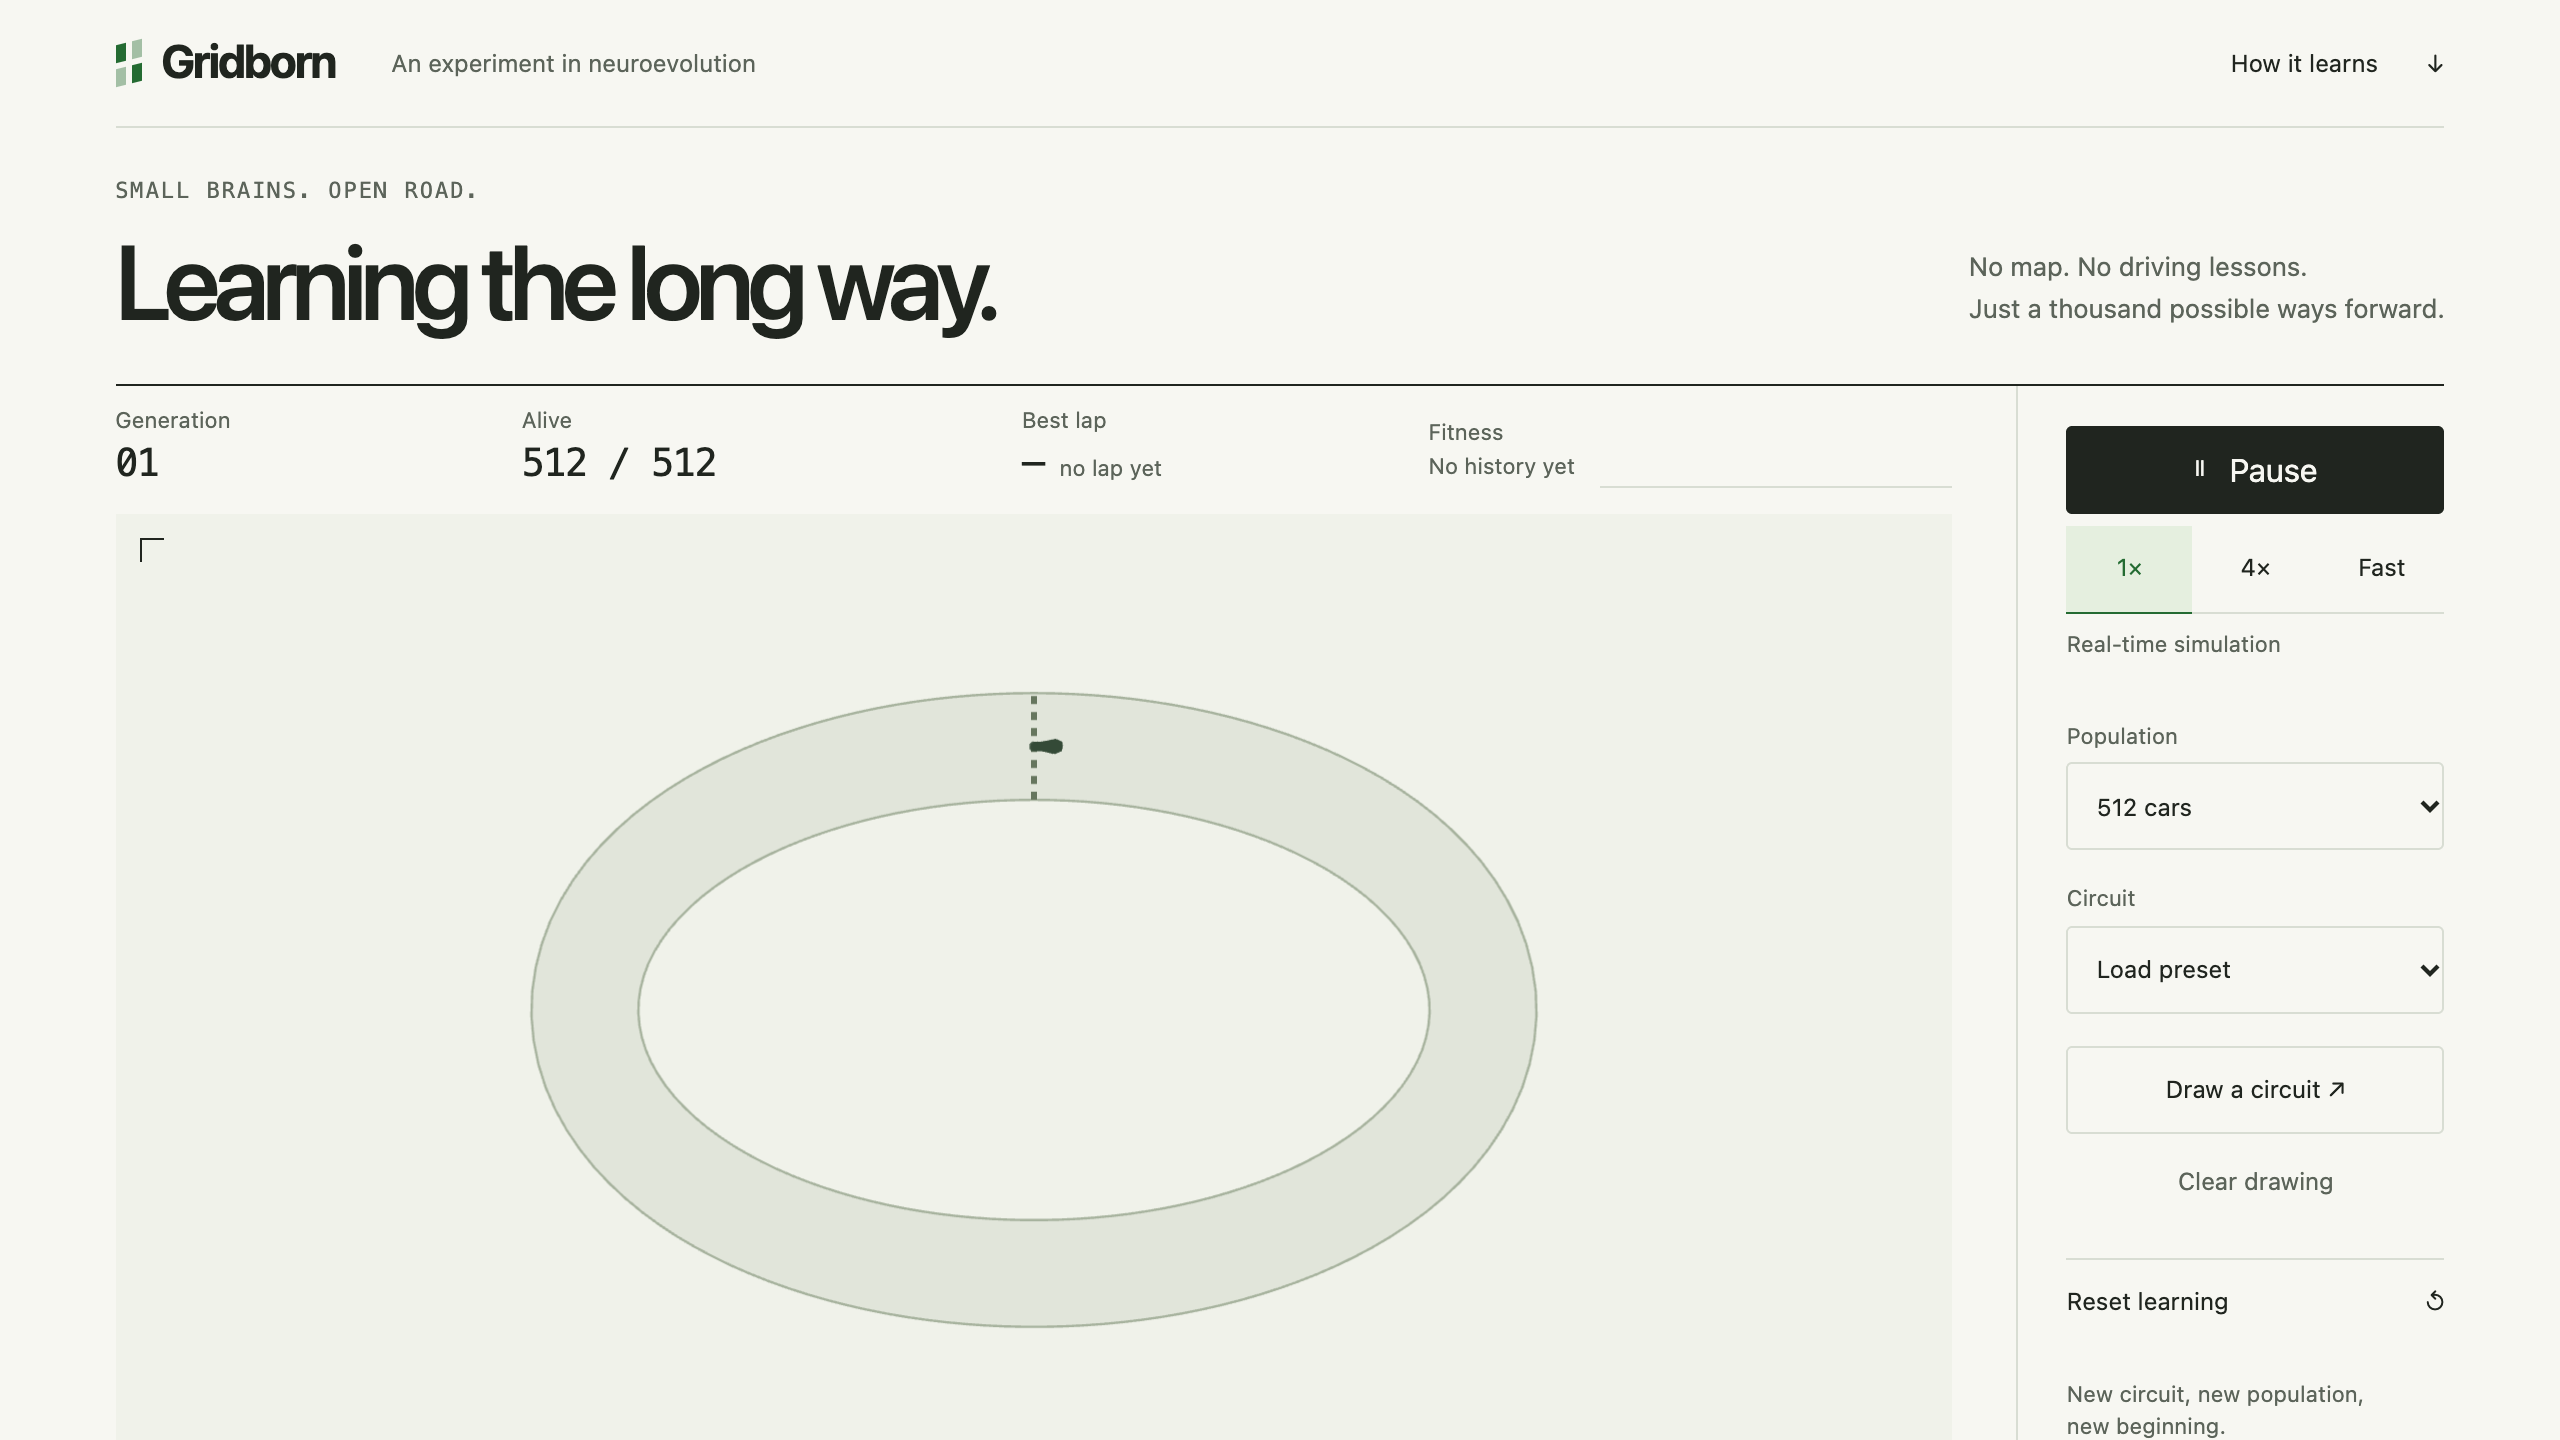 Gridborn
An experiment in neuroevolution
How it learns ↓
SMALL BRAINS. OPEN ROAD.
Learning the long way.
No map. No driving lessons.
Just a thousand possible ways forward.
Generation
01
Alive
512 / 512
Best lap
— no lap yet
Fitness
No history yet
Pause
1× 4× Fast
Real-time simulation
Population
512 cars
Circuit
Load preset
Draw a circuit ↗
Clear drawing
Reset learning
New circuit, new population,
new beginning.